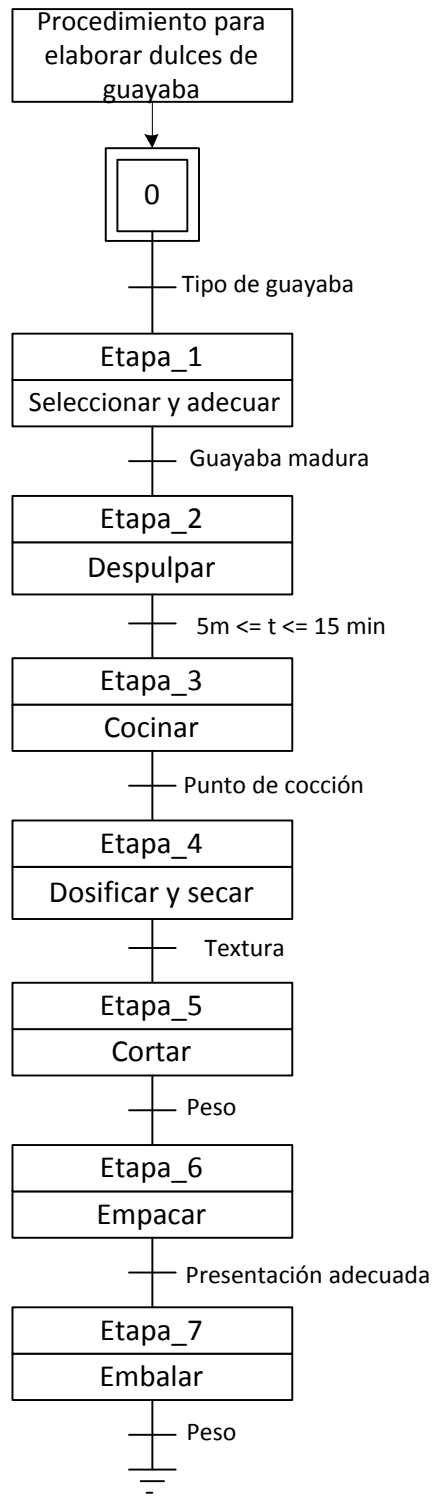 Procedimiento para
elaborar dulces de
guayaba
0
Tipo de guayaba
Etapa_1
Seleccionar y adecuar
Guayaba madura
Etapa_2
Despulpar
5m <= t <= 15 min
Etapa_3
Cocinar
Punto de cocción
Etapa_4
Dosificar y secar
Textura
Etapa_5
Cortar
Peso
Etapa_6
Empacar
Presentación adecuada
Etapa_7
Embalar
Peso